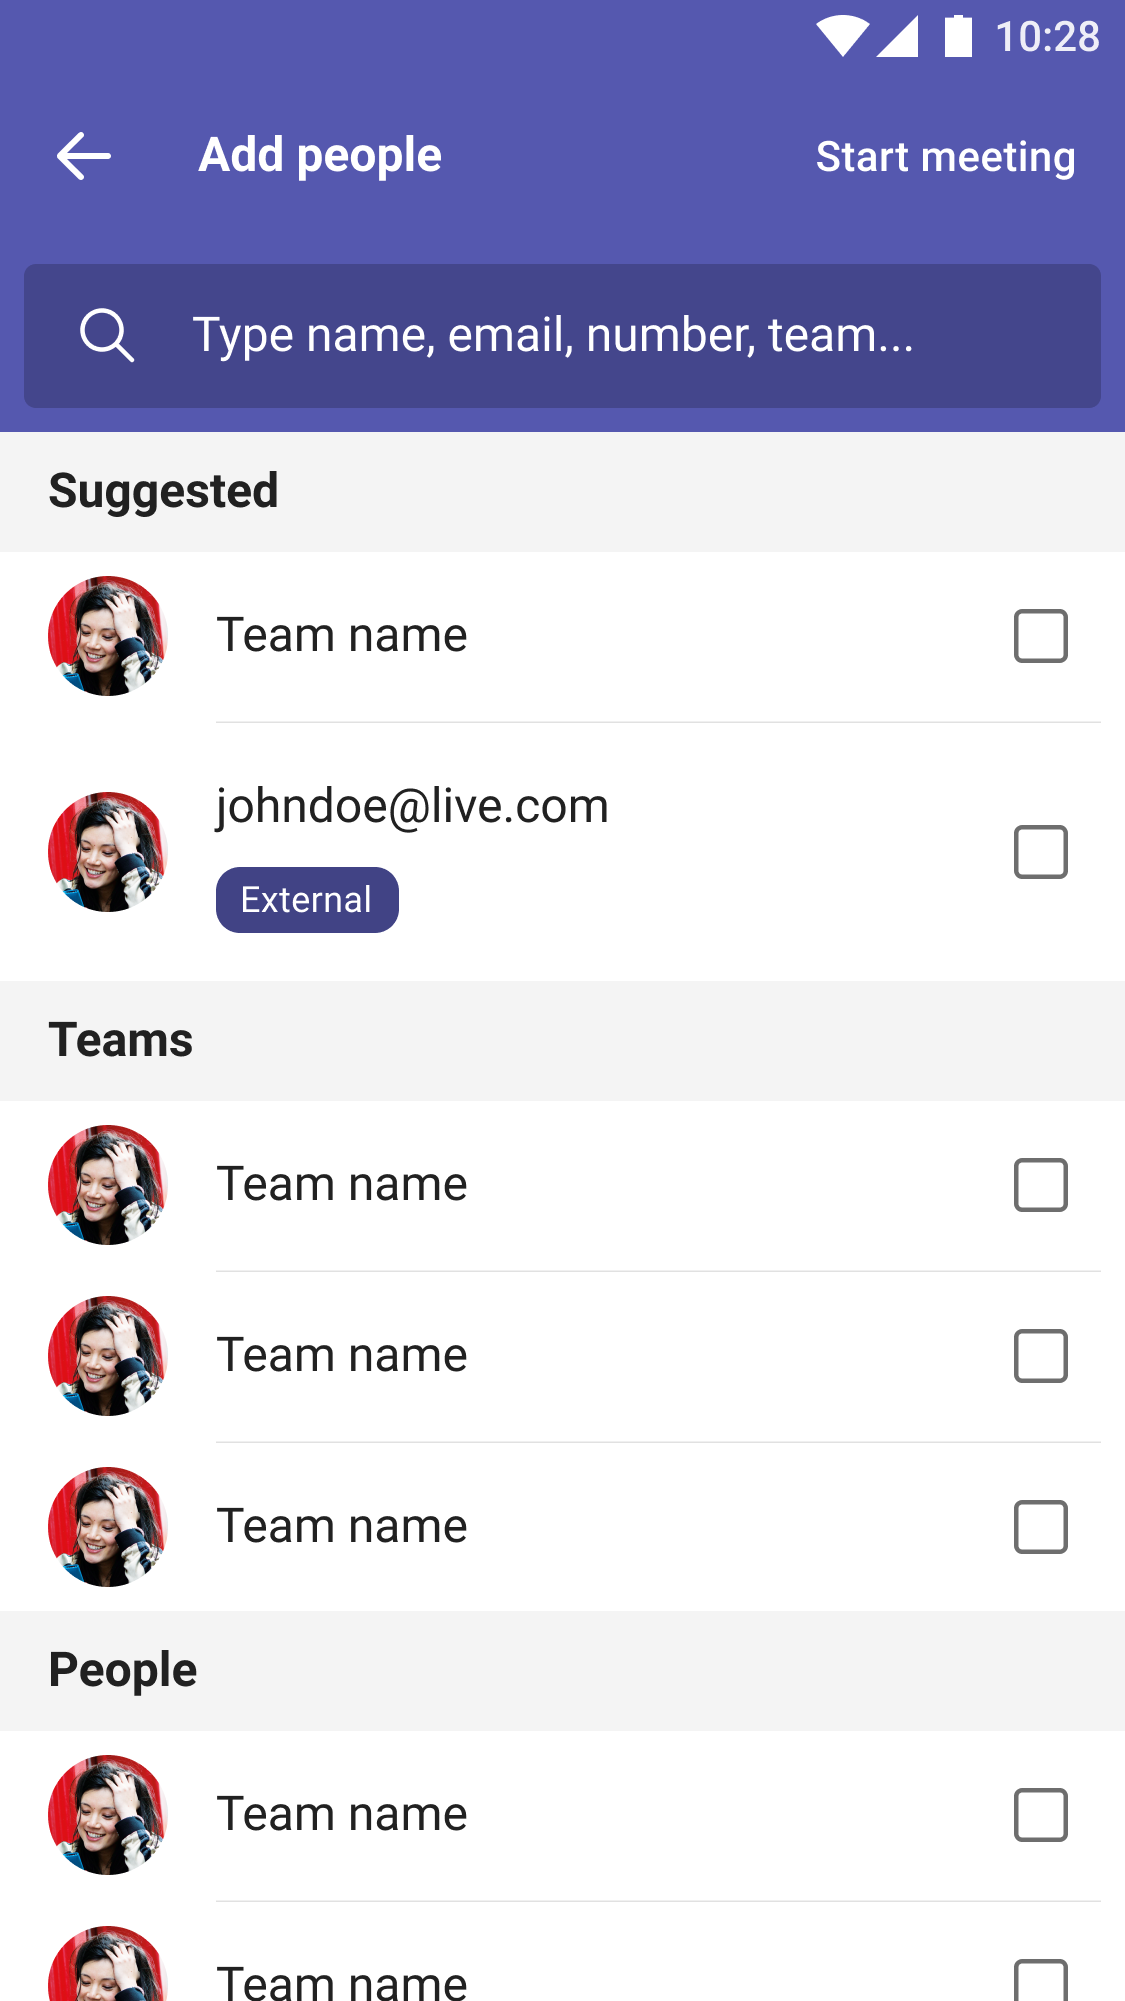 10:28
Add people
Start meeting
Type name, email, number, team...
Suggested
Team name
johndoe@live.com
External
Teams
Team name
Team name
Team name
People
Team name
Team name